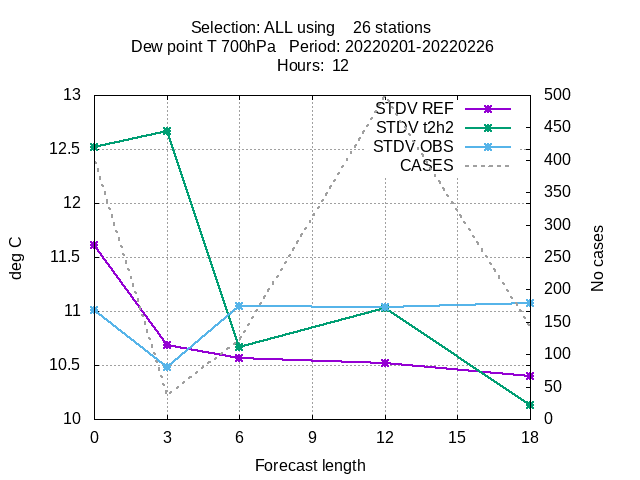 Selection: ALL using    26 stations
Dew point T 700hPa   Period: 20220201-20220226
Hours:  12
STDV REF
STDV t2h2
STDV OBS
CASES
deg C
13
12.5
12
11.5
11
10.5
10
No cases
500
450
400
350
300
250
200
150
100
50
0
0 3 6 9 12 15 18
Forecast length